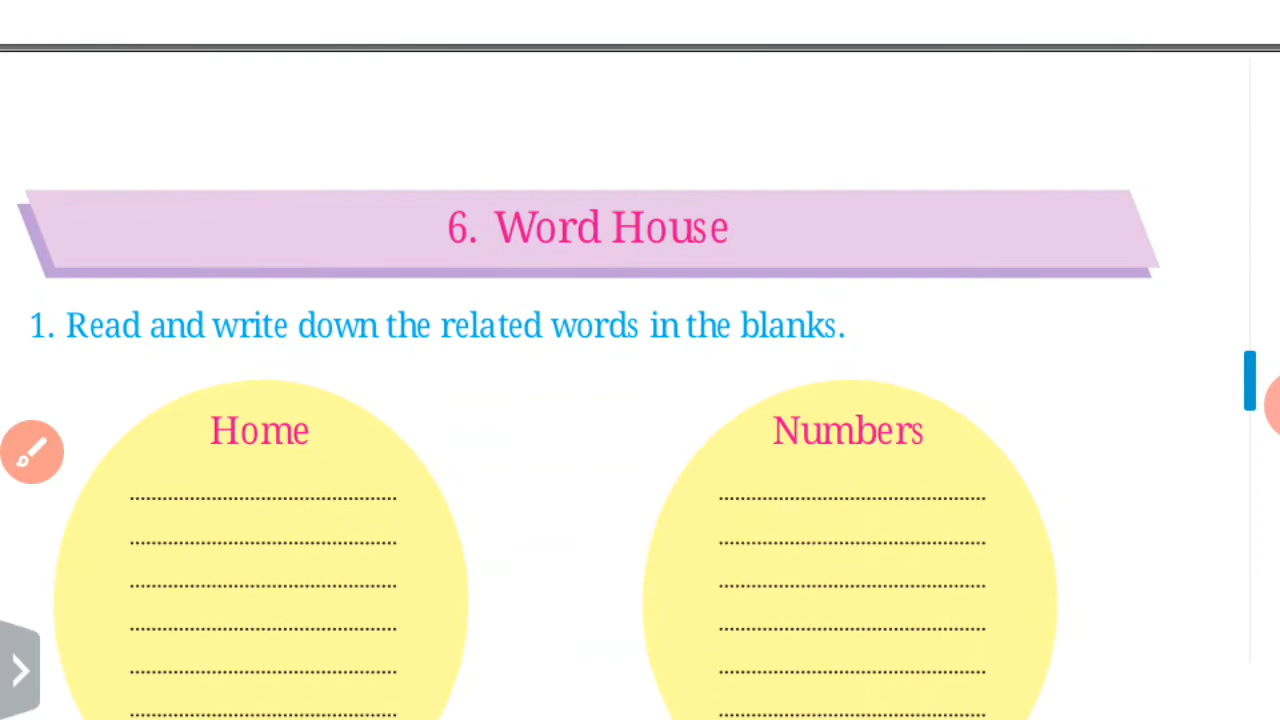 6. Word House
1. Read and write down the related words in the blanks.
Home
Numbers